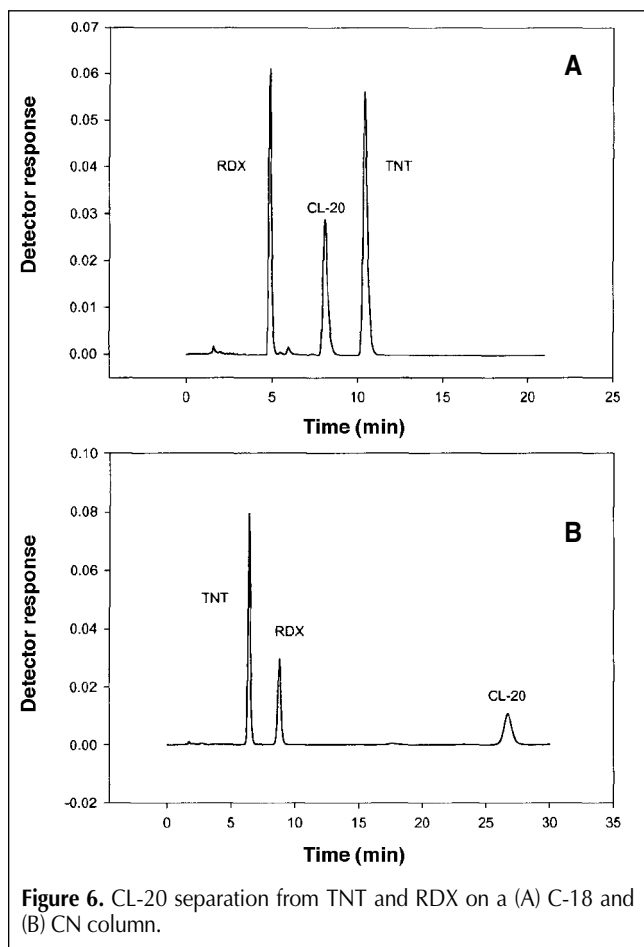 A
0.07
0.06
0.05
0.04
0.03
0.02
0.01
0.00
Detector response
RDX
CL-20
TNT
0 5 10 15 20 25
Time (min)
B
0.10
0.08
0.06
0.04
0.02
0.00
-0.02
Detector response
TNT
RDX
CL-20
0 5 10 15 20 25 30 35
Time (min)
Figure 6. CL-20 separation from TNT and RDX on a (A) C-18 and
(B) CN column.